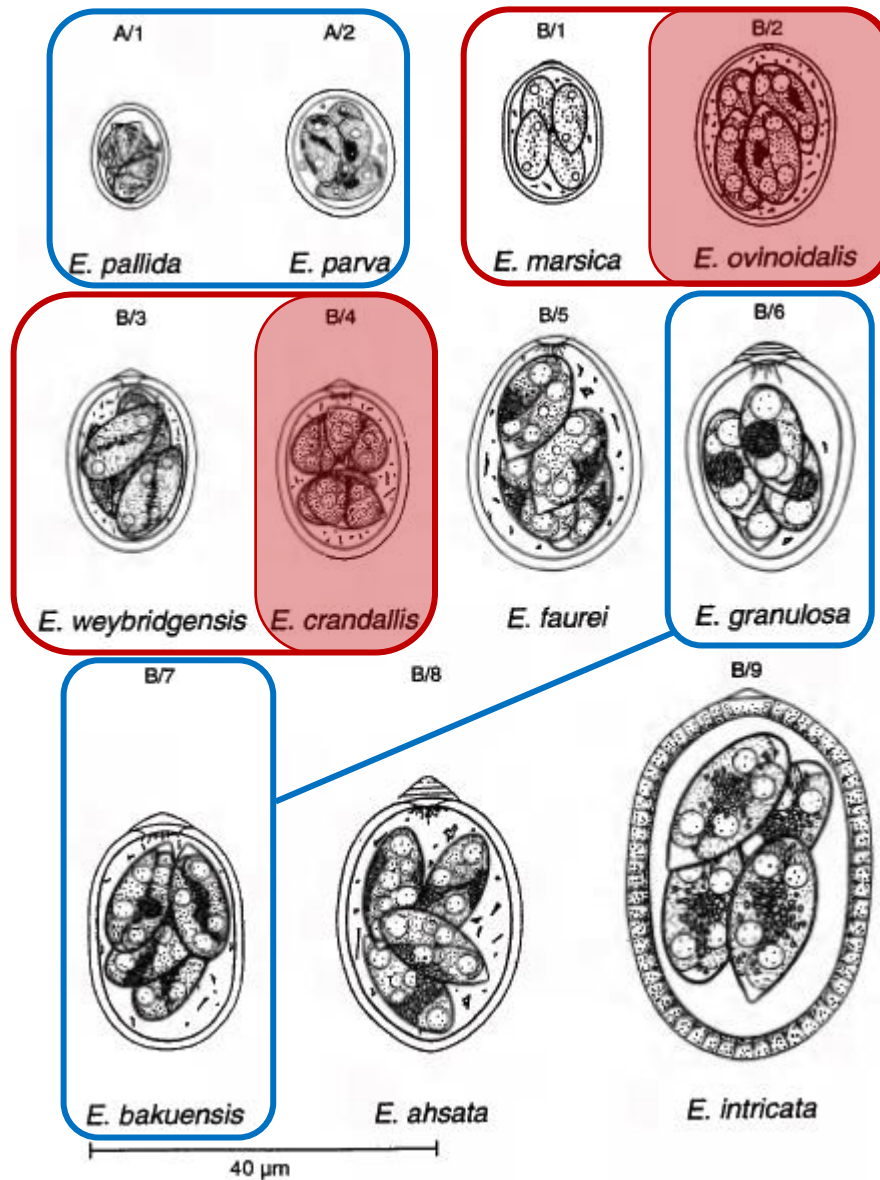 A/1
A/2
B/1
B/2
E. pallida
E. parva
E. marsica
E. ovinoidalis
B/3
B/4
B/5
B/6
E. weybridgensis
E. crandallis
E. faurei
E. granulosa
B/7
B/8
B/9
E. bakuensis
E. ahsata
E. intricata
40 µm